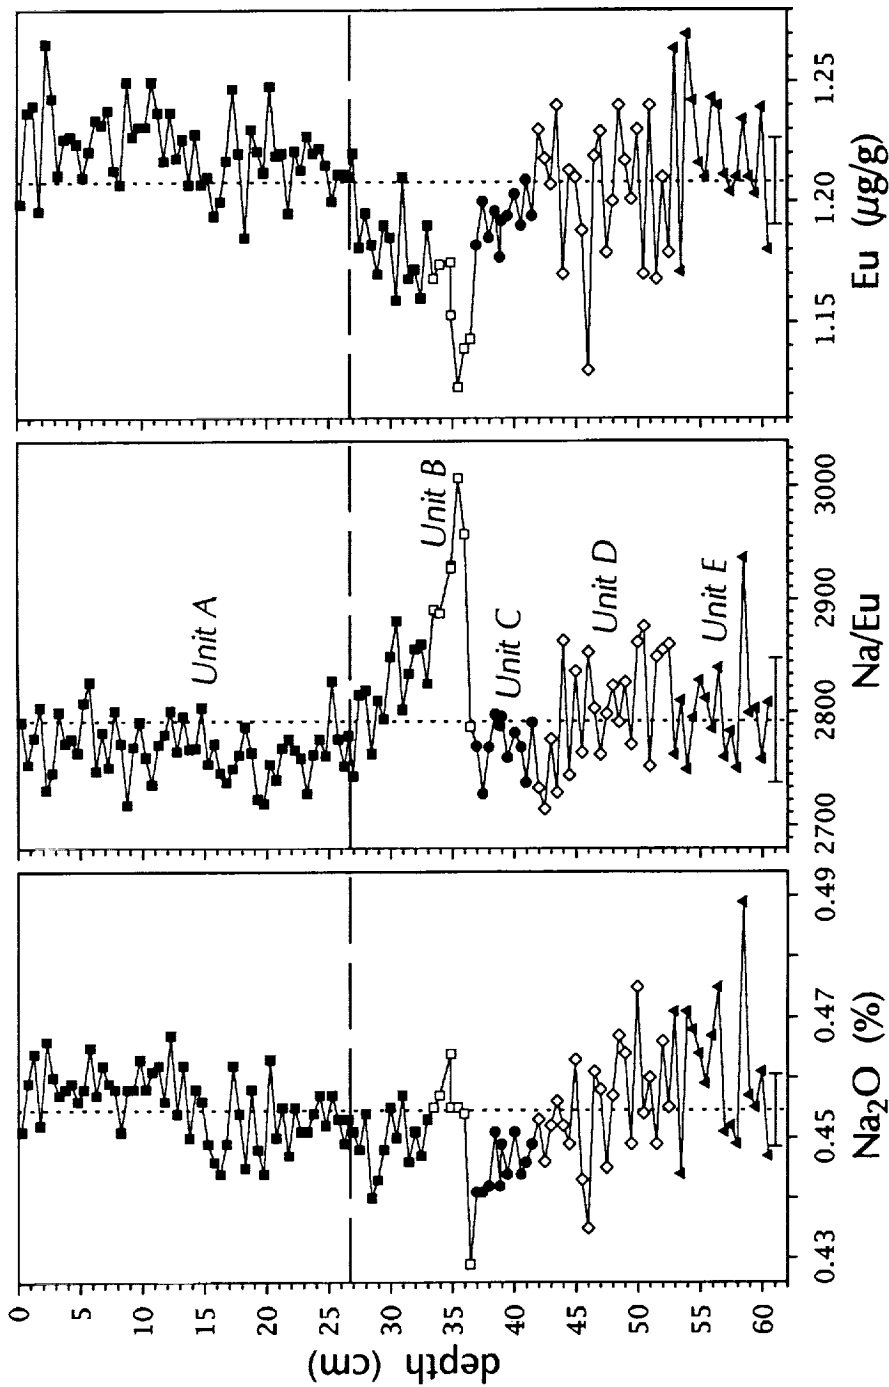 0
5
10
15
20
25
30
35
40
45
50
55
60
depth (cm)
0.43
0.45
0.47
0.49
Na₂O (%)
2700
2800
2900
3000
Na/Eu
Unit A
Unit B
Unit C
Unit D
Unit E
1.15
1.20
1.25
Eu (µg/g)